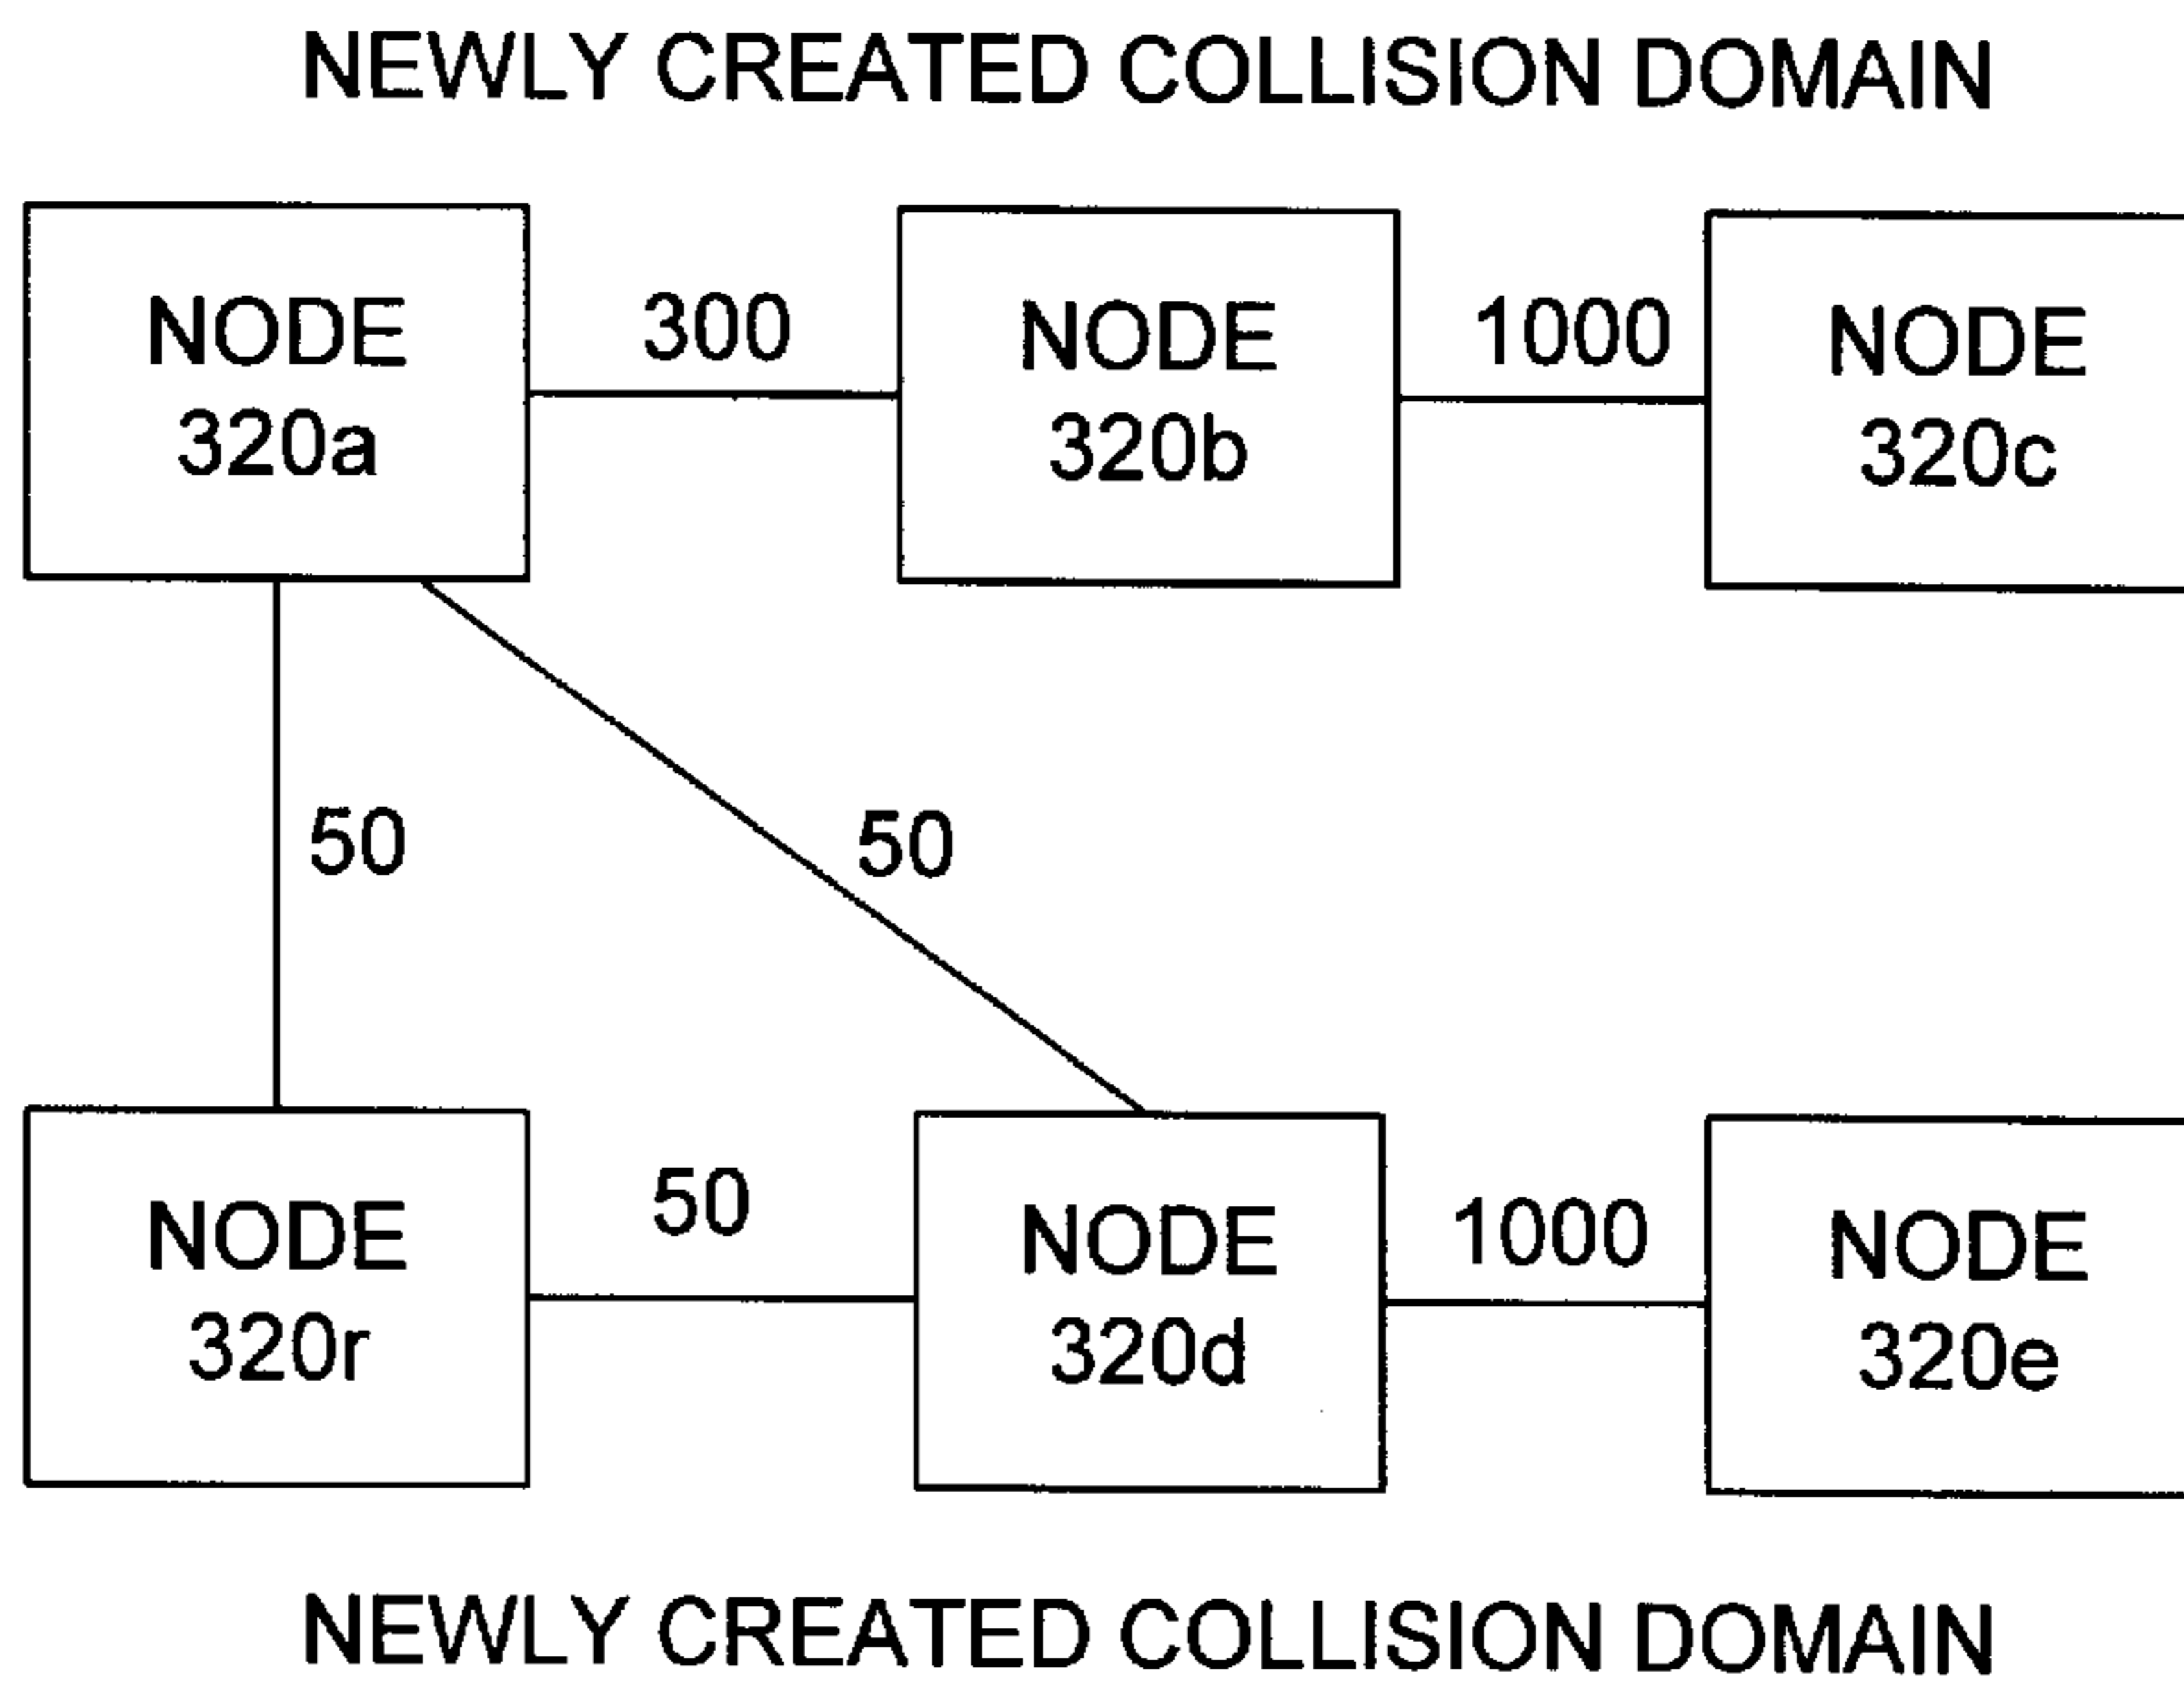 NEWLY CREATED COLLISION DOMAIN
NODE
320a
300
NODE
320b
1000
NODE
320c
50
50
NODE
320r
50
NODE
320d
1000
NODE
320e
NEWLY CREATED COLLISION DOMAIN